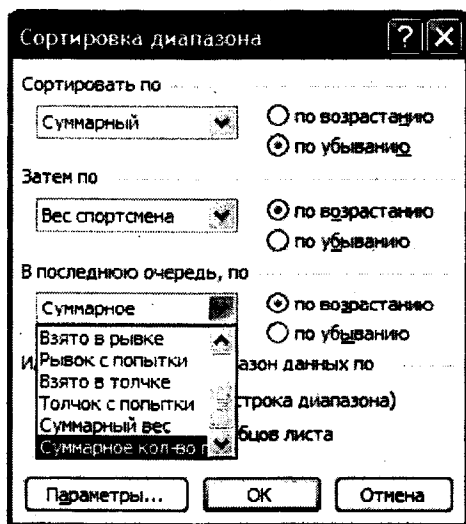 Сортировка диапазона
Сортировать по
Суммарный
по возрастанию
по убыванию
Затем по
Вес спортсмена
по возрастанию
по убыванию
В последнюю очередь, по
Суммарное
по возрастанию
по убыванию
Взято в рывке
Рывок с попытки
Взято в толчке
Толчок с попытки
Суммарный вес
Суммарное кол-во п
И
азон данных по
строка диапазона)
бцов листа
Параметры...
ОК
Отмена